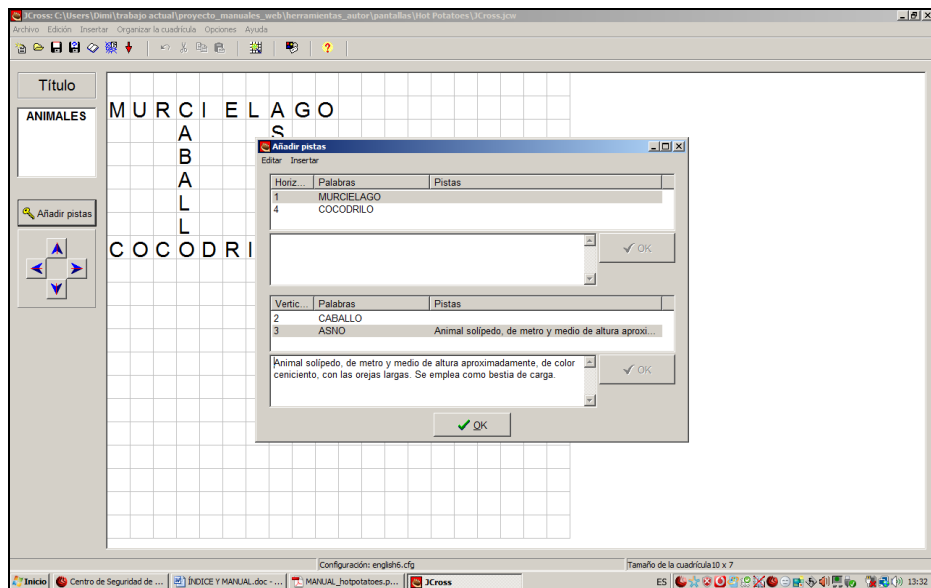 JCross: C:\Users\Dimi\trabajo actual\proyecto_manuales_web\herramientas_autor\pantallas\Hot Potatoes\JCross.jcw
Archivo Edición Insertar Organizar la cuadrícula Opciones Ayuda
Título
ANIMALES
MURCIELAGO
A S
B
A
L
L
COCODRI
Añadir pistas
Añadir pistas
Editar Insertar
Horiz... Palabras Pistas
1 MURCIELAGO
4 COCODRILO
OK
Vertic... Palabras Pistas
2 CABALLO
3 ASNO Animal solípedo, de metro y medio de altura aproxi...
Animal solípedo, de metro y medio de altura aproximadamente, de color
ceniciento, con las orejas largas. Se emplea como bestia de carga.
OK
OK
Configuración: english6.cfg Tamaño de la cuadrícula10 x 7
Inicio Centro de Seguridad de ... ÍNDICE Y MANUAL.doc - ... MANUAL_hotpotatoes.p... JCross ES 13:32